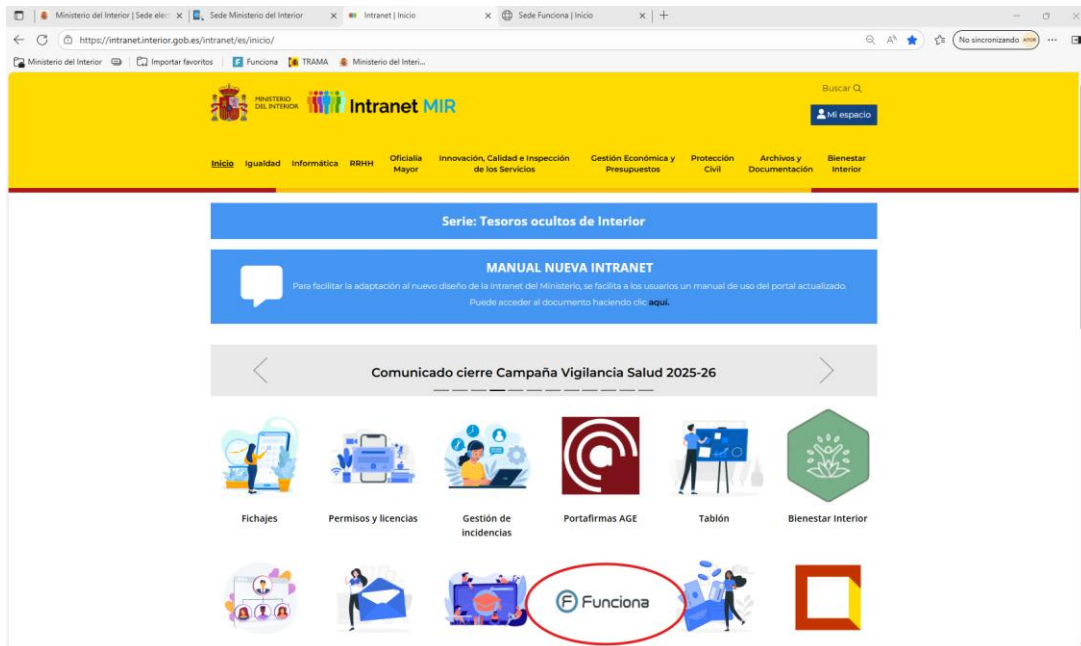 Ministerio del Interior | Sede elec
Sede Ministerio del Interior
Intranet | Inicio
Sede Funciona | Inicio
https://intranet.interior.gob.es/intranet/es/inicio/
No sincronizando
Ministerio del Interior
Importar favoritos
Funciona
TRAMA
Ministerio del Interi...
MINISTERIO
DEL INTERIOR
Intranet MIR
Buscar
Mi espacio
Inicio
Igualdad
Informática
RRHH
Oficialía
Mayor
Innovación, Calidad e Inspección
de los Servicios
Gestión Económica y
Presupuestos
Protección
Civil
Archivos y
Documentación
Bienestar
Interior
Serie: Tesoros ocultos de Interior
MANUAL NUEVA INTRANET
Para facilitar la adaptación al nuevo diseño de la Intranet del Ministerio, se facilita a los usuarios un manual de uso del portal actualizado.
Puede acceder al documento haciendo clic aquí.
Comunicado cierre Campaña Vigilancia Salud 2025-26
Fichajes
Permisos y licencias
Gestión de
incidencias
Portafirmas AGE
Tablón
Bienestar Interior
F Funciona